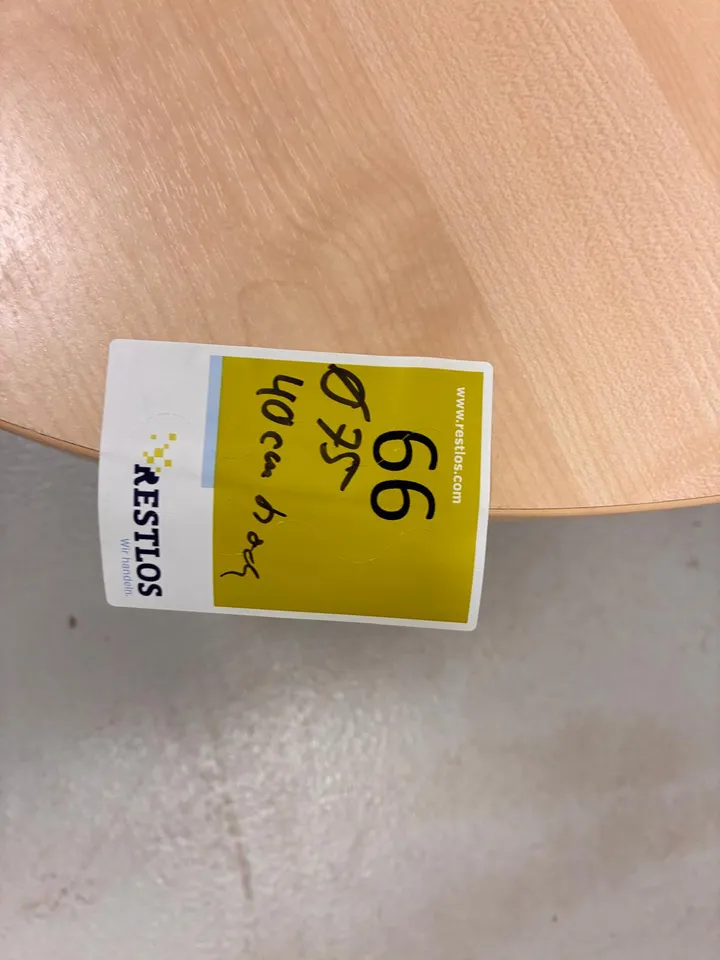 www.restlos.com
66
Ø 75
40 cm hoch
RESTLOS
Wir handeln.